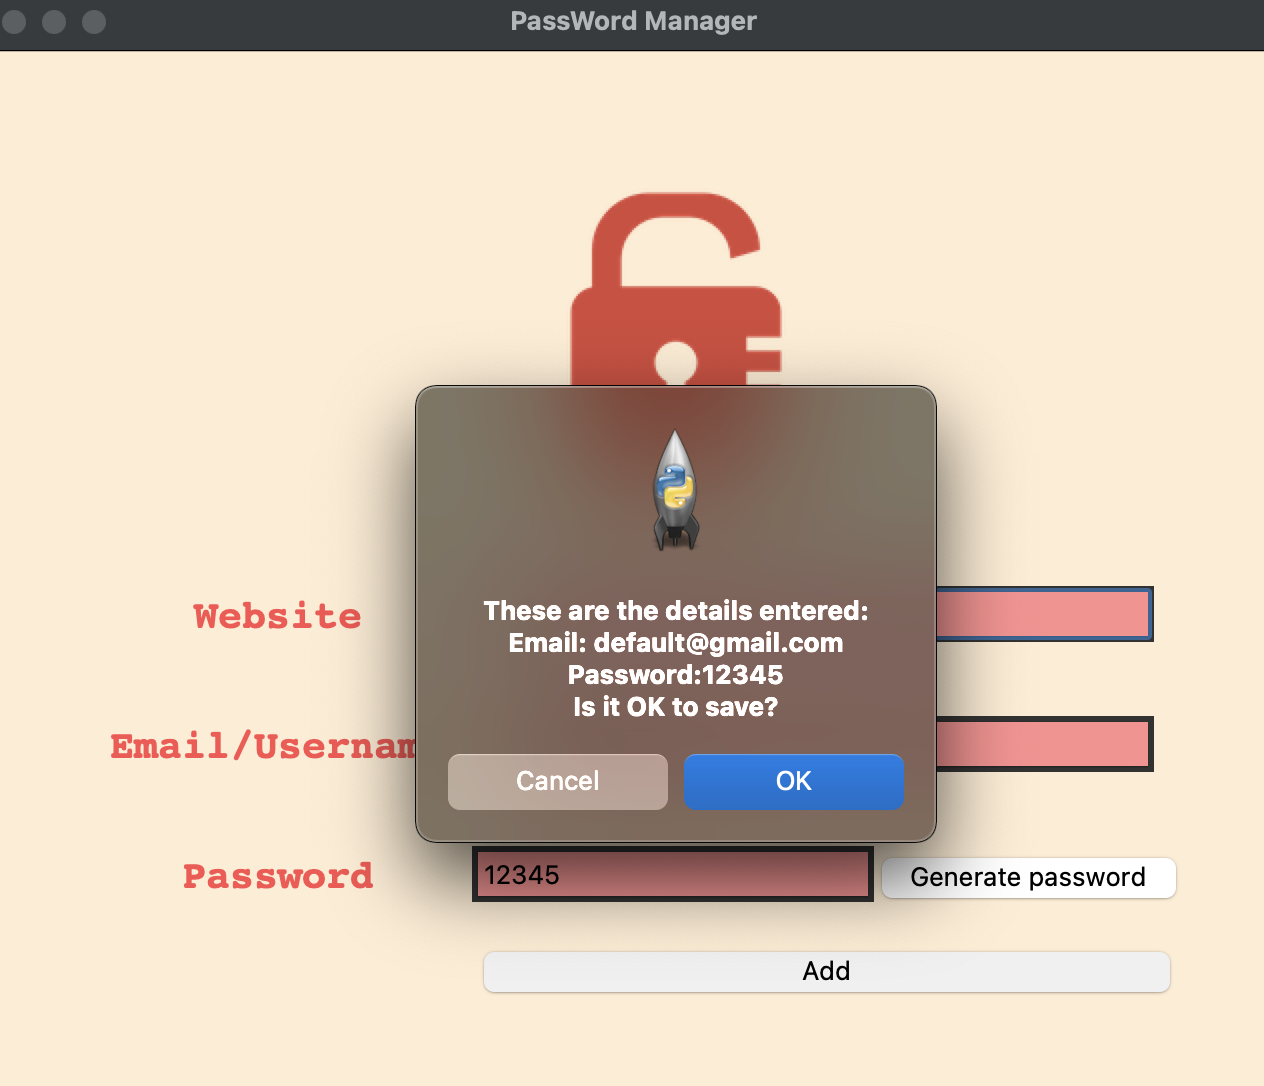 PassWord Manager
These are the details entered:
Email: default@gmail.com
Password:12345
Is it OK to save?
Cancel
OK
Website
Email/Usernam
Password
12345
Generate password
Add